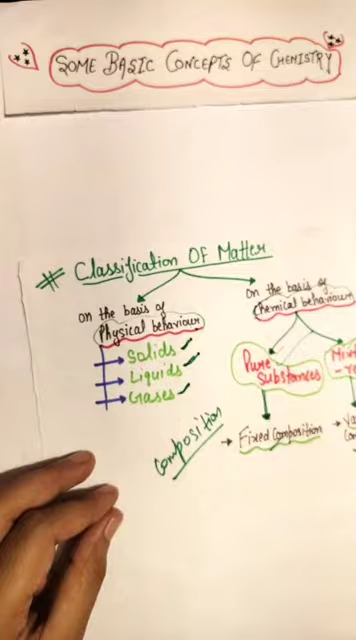 SOME BASIC CONCEPTS OF CHEMISTRY
# Classification OF Matter
on the basis of
Physical behaviour
Solids ✓
Liquids ✓
Gases ✓
on the basis of
Chemical behaviour
Pure
Substances
composition
→ Fixed Composition